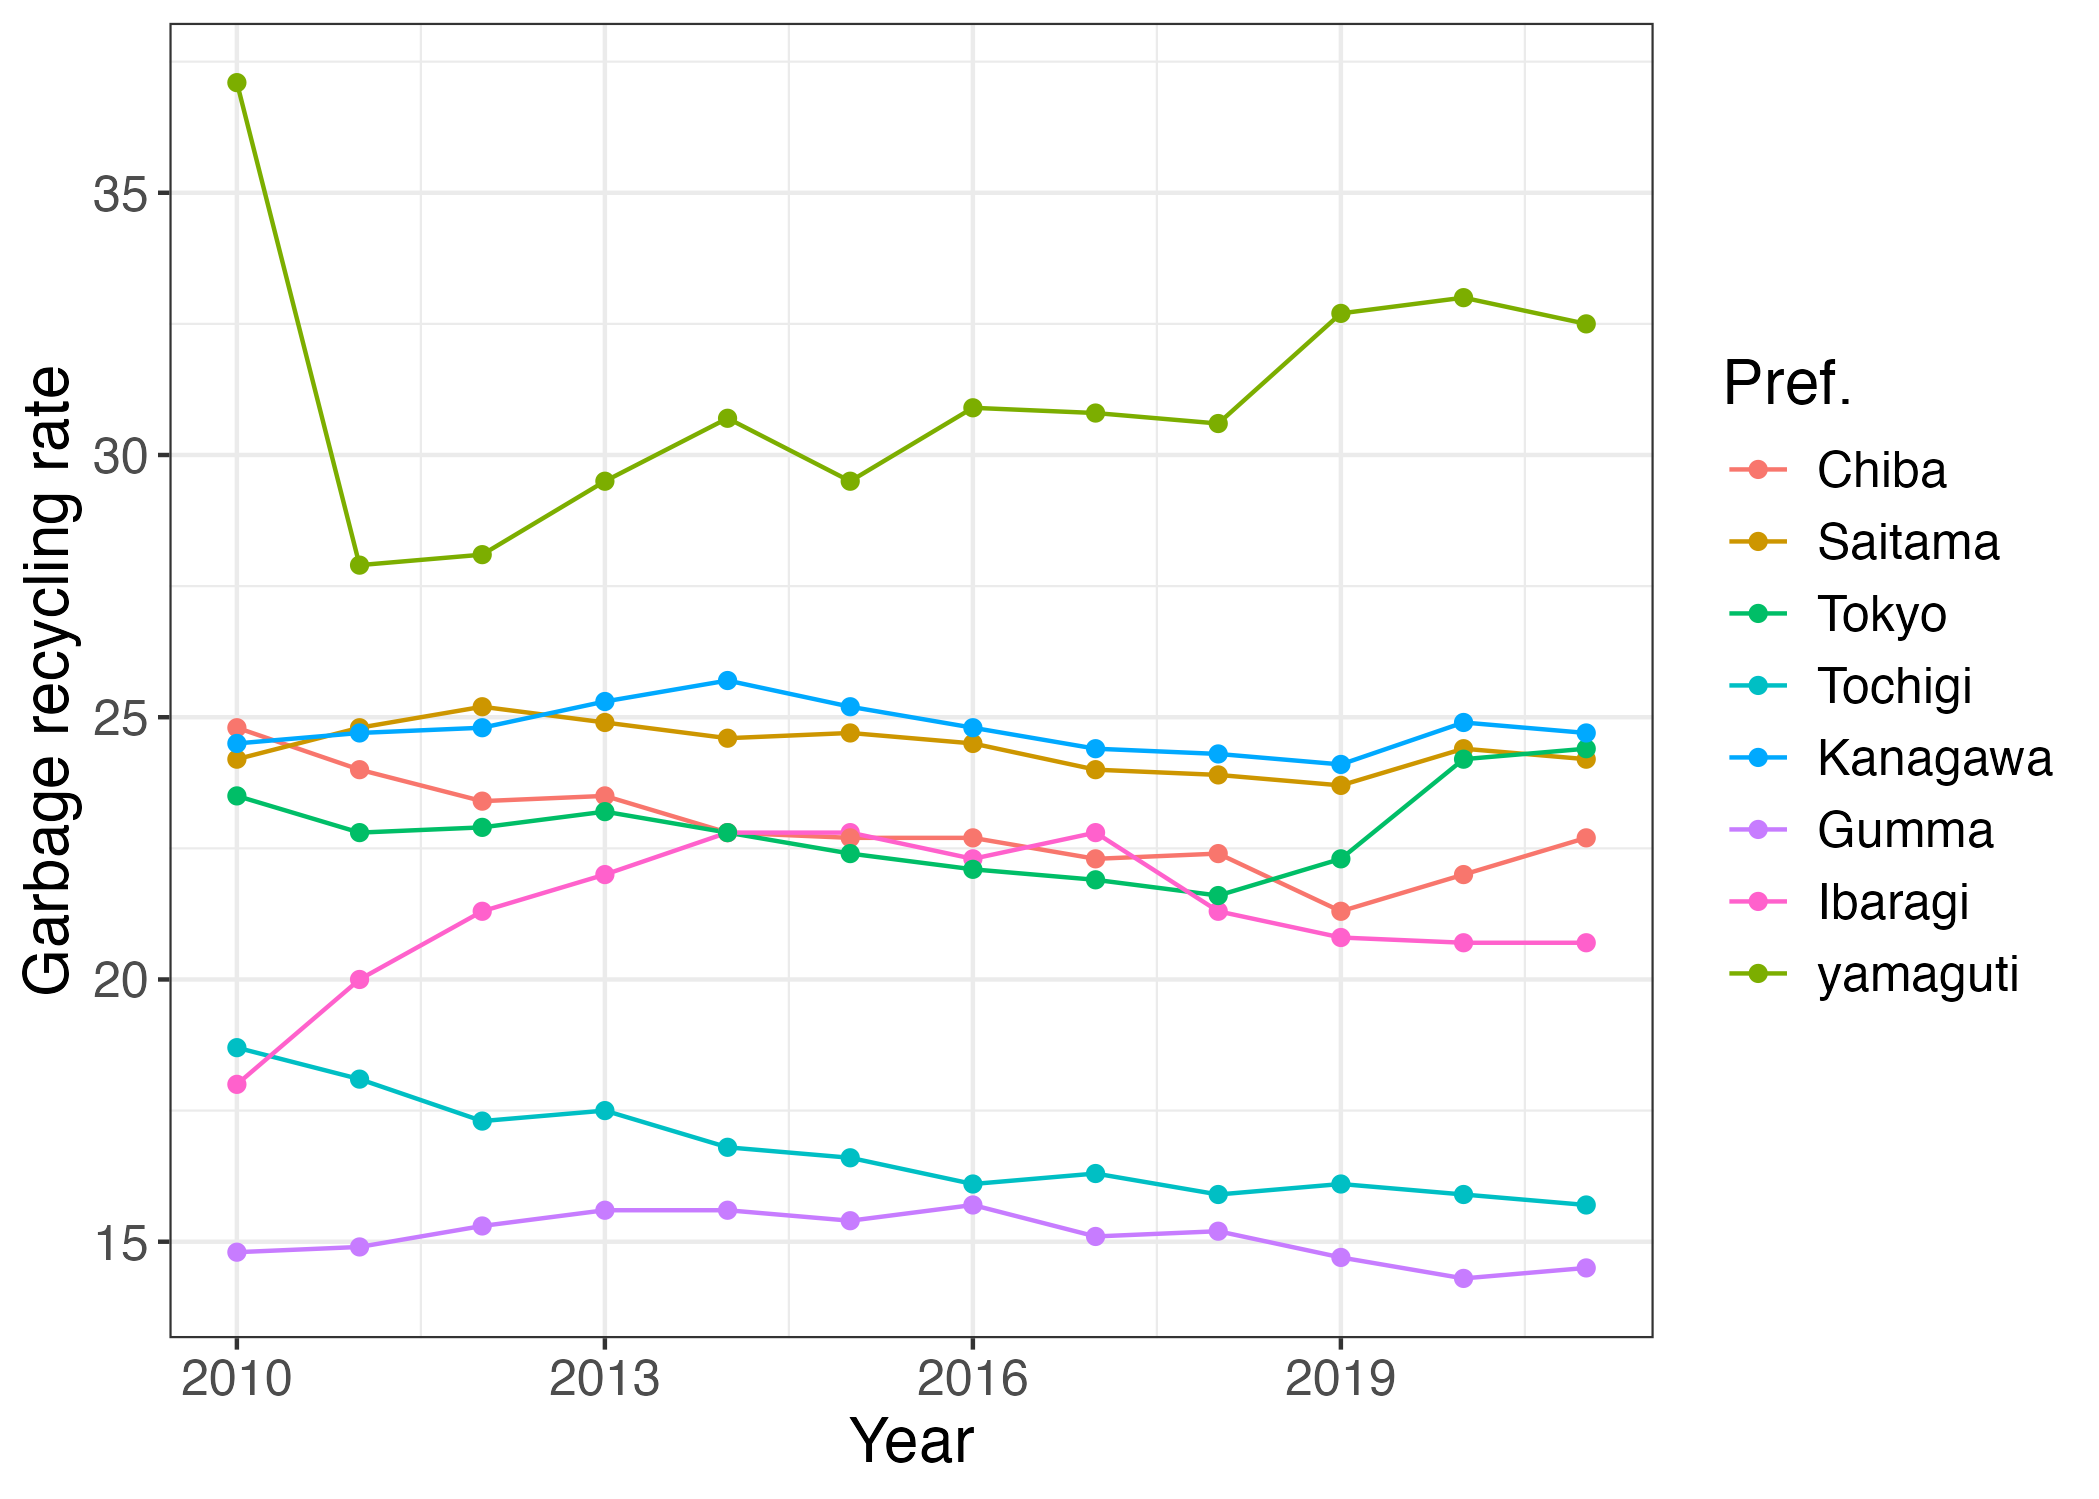 35
30
25
20
15
Garbage recycling rate
2010
2013
2016
2019
Year
Pref.
Chiba
Saitama
Tokyo
Tochigi
Kanagawa
Gumma
Ibaragi
yamaguti